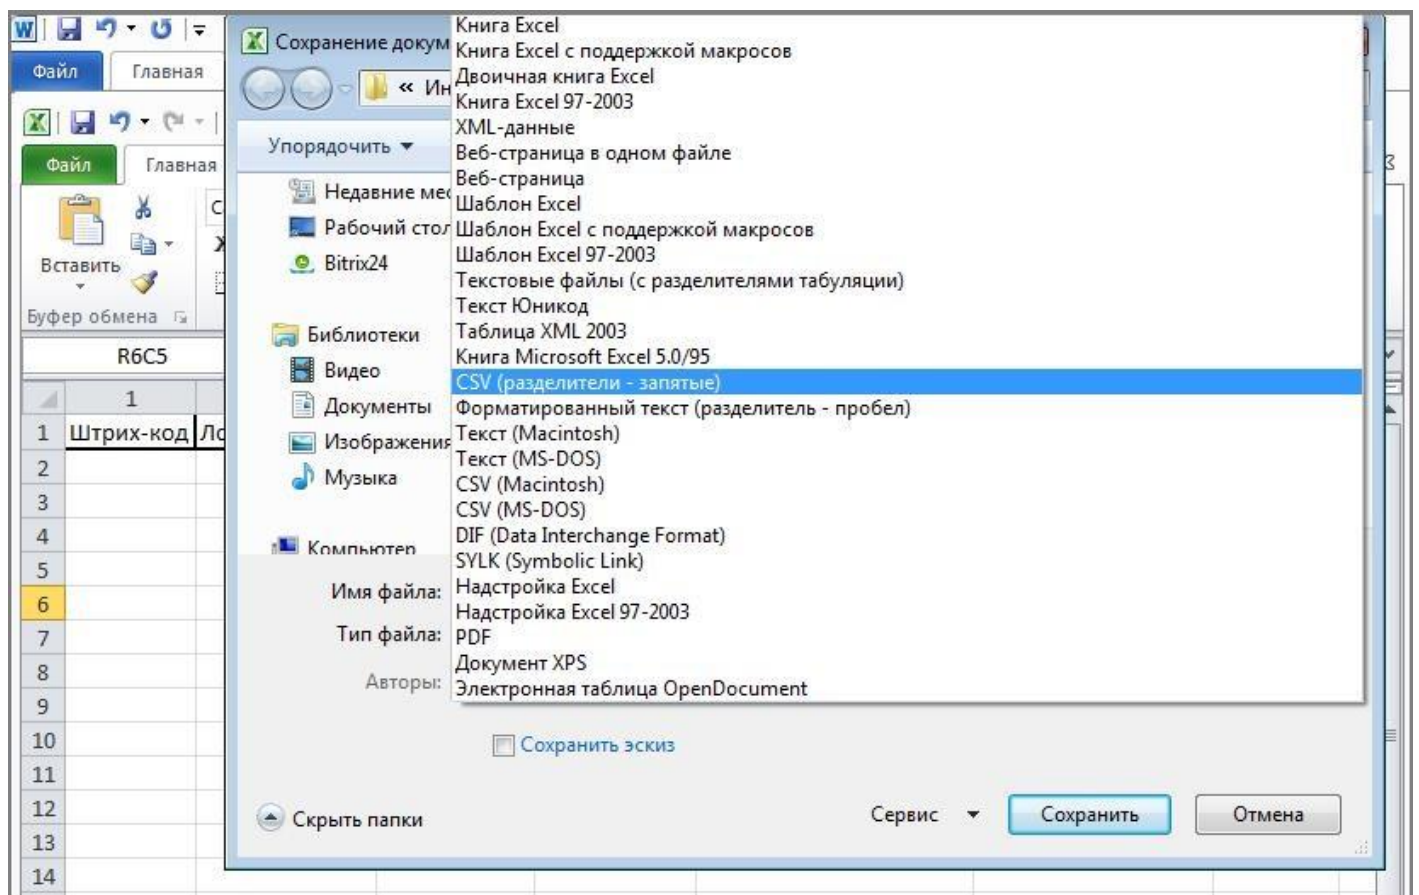 Файл
Главная
Файл
Главная
Вставить
Буфер обмена
R6C5
1
1 Штрих-код
2
3
4
5
6
7
8
9
10
11
12
13
14
Сохранение докум
« Ин
Упорядочить
Недавние мес
Рабочий стол
Bitrix24
Библиотеки
Видео
Документы
Изображения
Музыка
Компьютер
Имя файла:
Тип файла:
Авторы:
Книга Excel
Книга Excel с поддержкой макросов
Двоичная книга Excel
Книга Excel 97-2003
XML-данные
Веб-страница в одном файле
Веб-страница
Шаблон Excel
Шаблон Excel с поддержкой макросов
Шаблон Excel 97-2003
Текстовые файлы (с разделителями табуляции)
Текст Юникод
Таблица XML 2003
Книга Microsoft Excel 5.0/95
CSV (разделители - запятые)
Форматированный текст (разделитель - пробел)
Текст (Macintosh)
Текст (MS-DOS)
CSV (Macintosh)
CSV (MS-DOS)
DIF (Data Interchange Format)
SYLK (Symbolic Link)
Надстройка Excel
Надстройка Excel 97-2003
PDF
Документ XPS
Электронная таблица OpenDocument
Сохранить эскиз
Скрыть папки
Сервис
Сохранить
Отмена